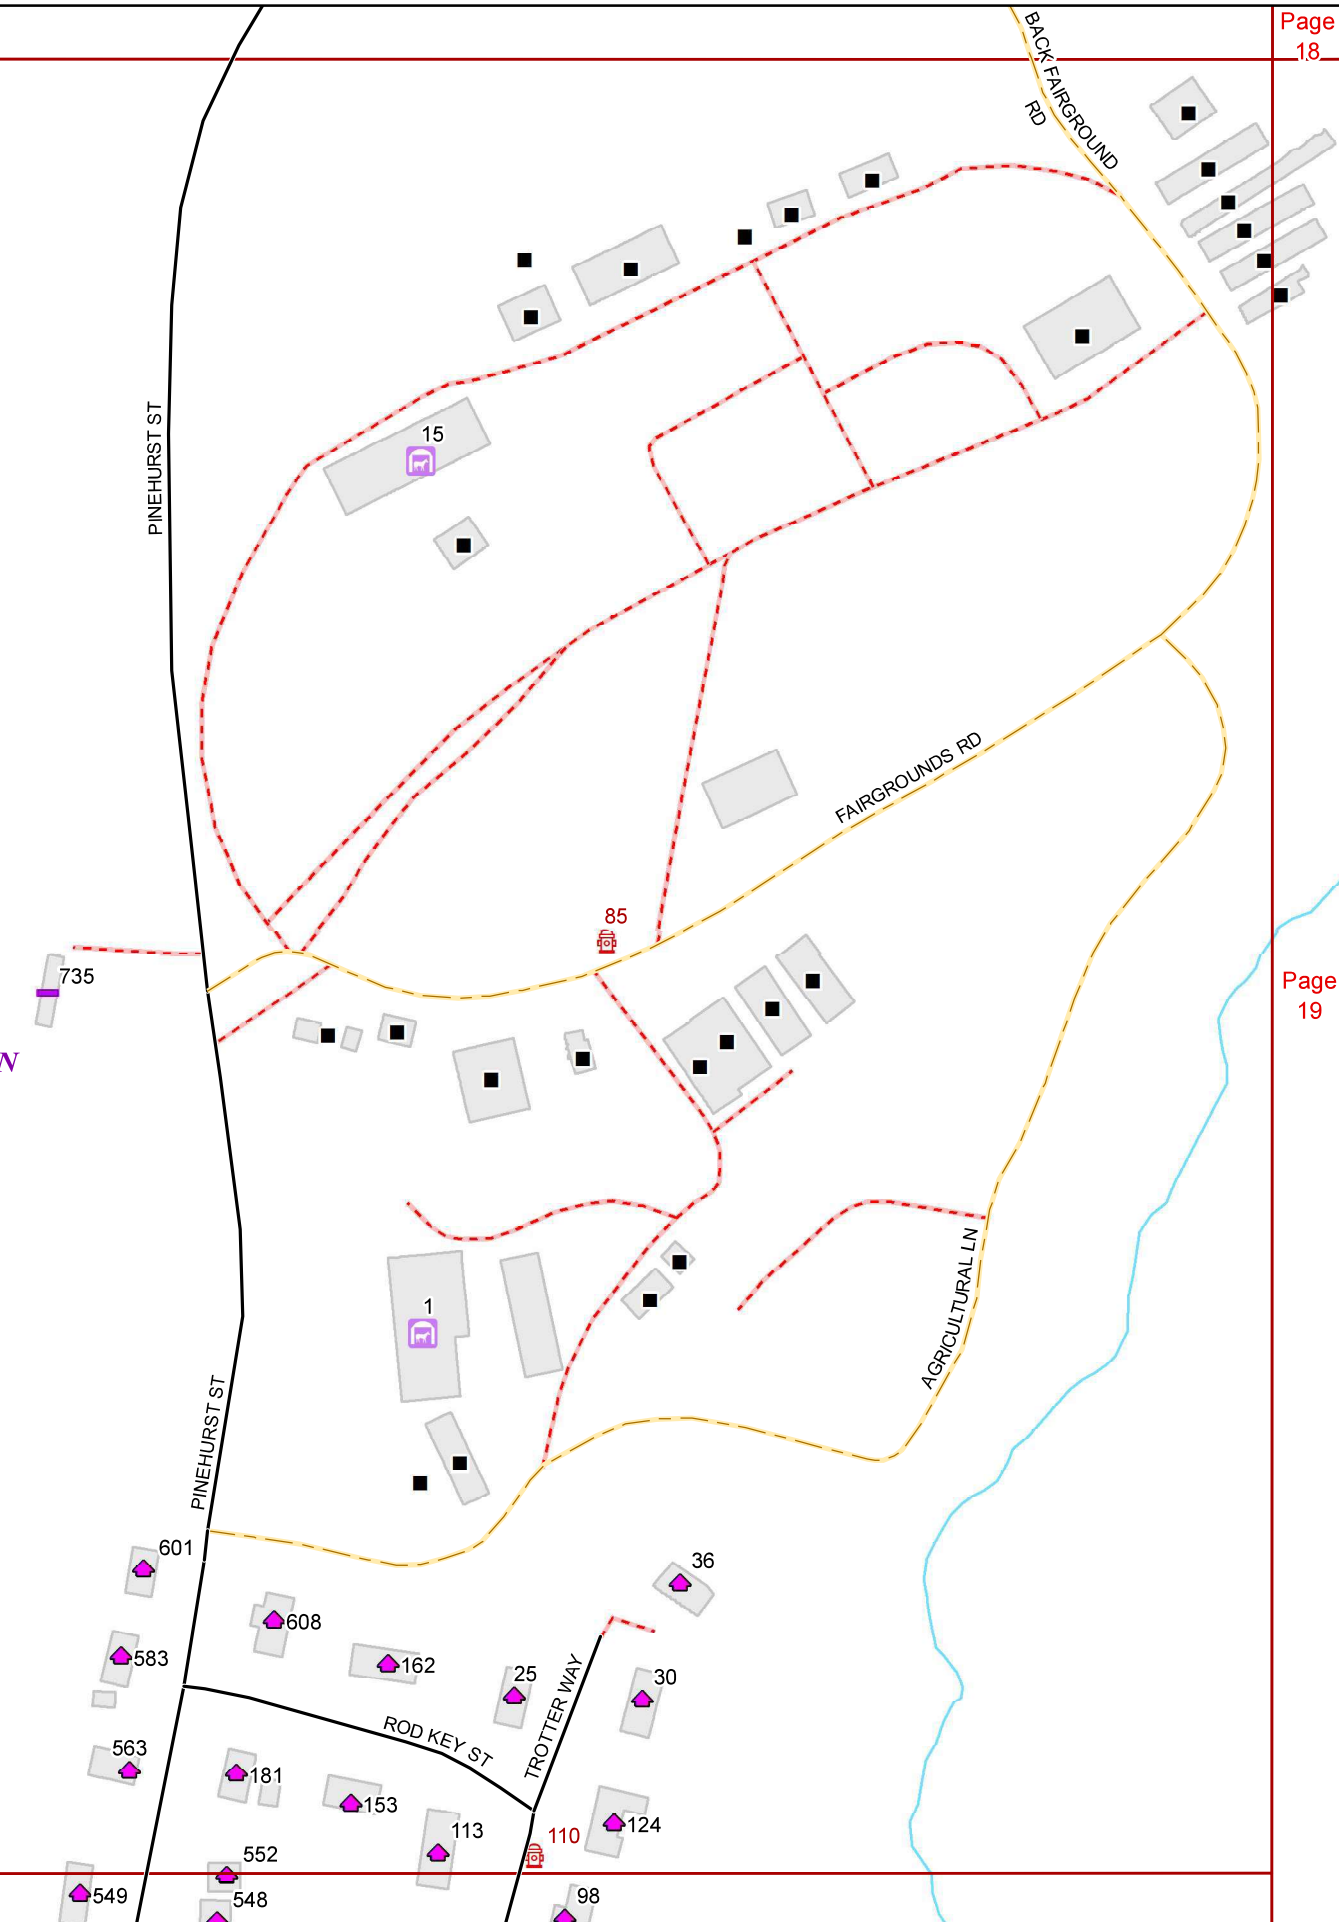 Page
18
BACK FAIRGROUND
RD
15
PINEHURST ST
FAIRGROUNDS RD
85
735
Page
19
N
1
AGRICULTURAL LN
PINEHURST ST
601
36
608
583
162
25
30
TROTTER WAY
ROD KEY ST
563
181
153
113
124
110
552
549
548
98